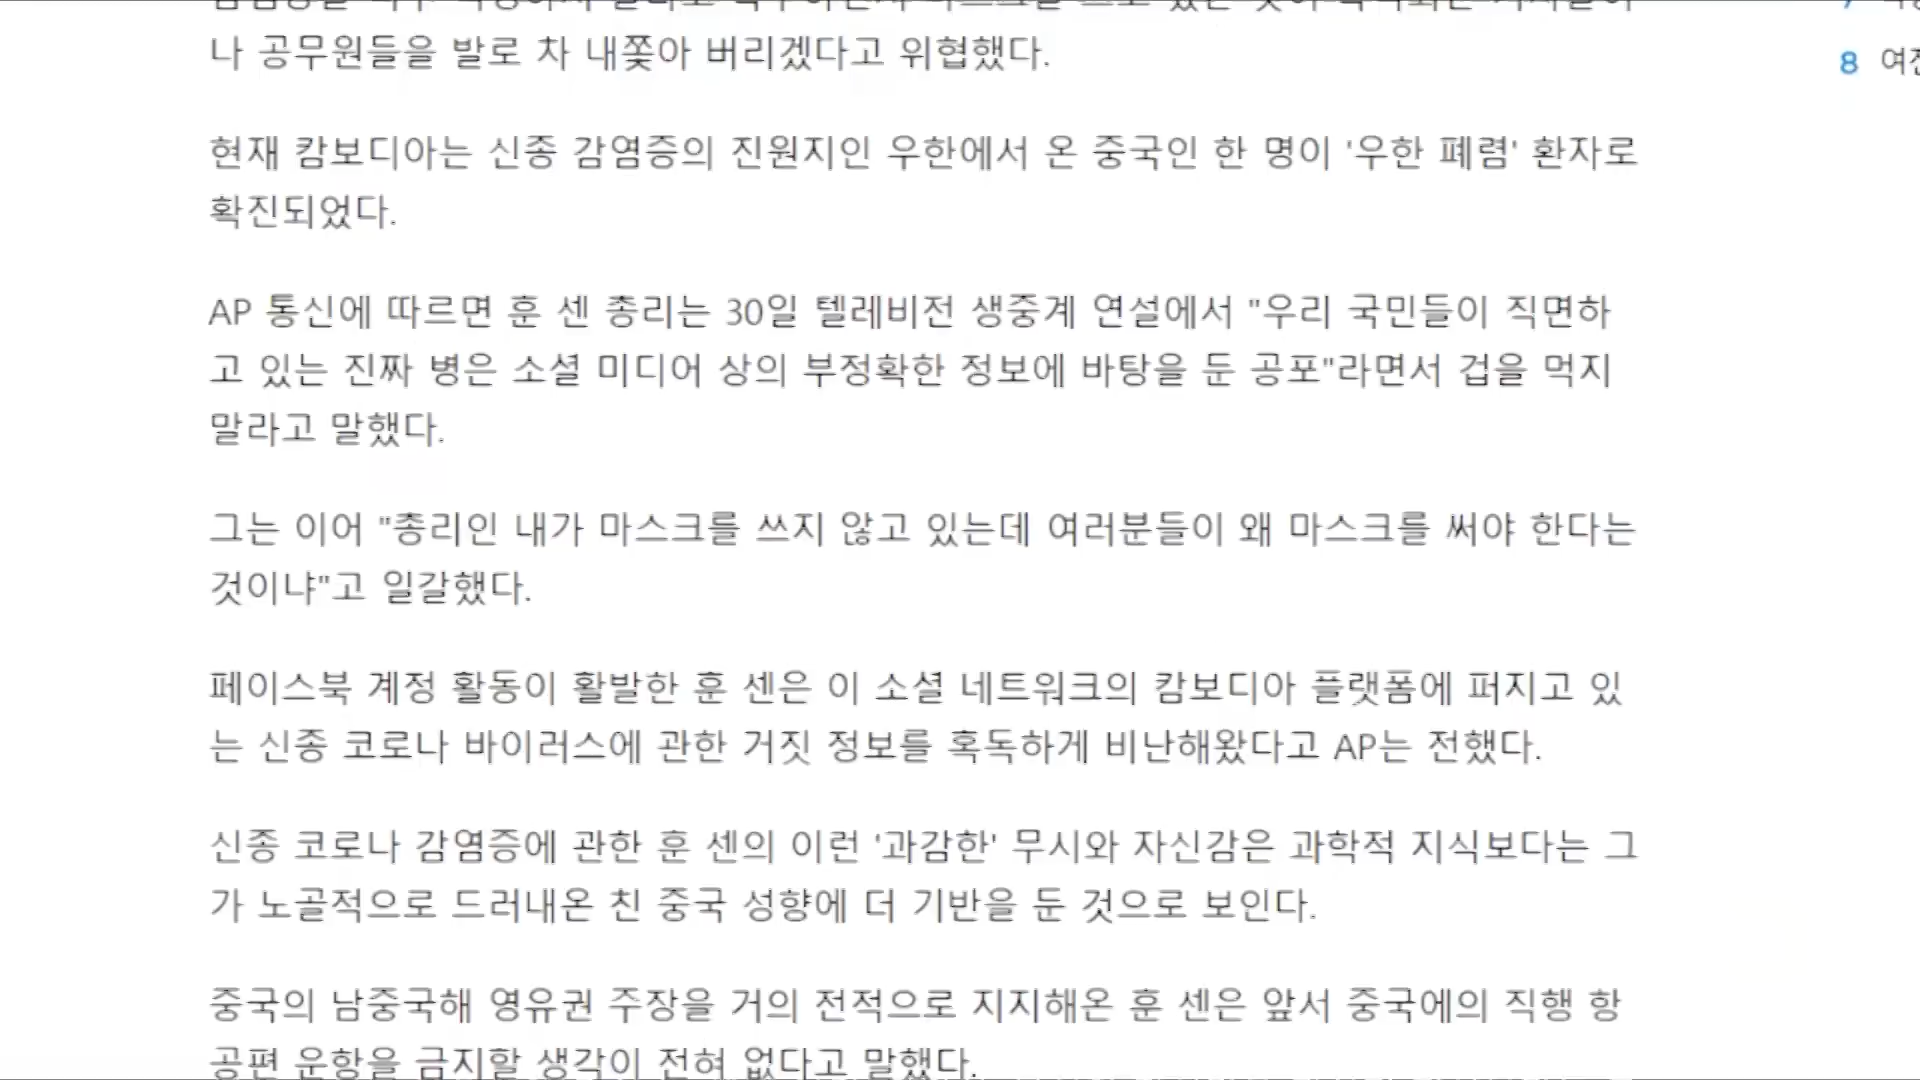 나 공무원들을 발로 차 내쫓아 버리겠다고 위협했다.
8 여
현재 캄보디아는 신종 감염증의 진원지인 우한에서 온 중국인 한 명이 '우한 폐렴' 환자로
확진되었다.
AP 통신에 따르면 훈 센 총리는 30일 텔레비전 생중계 연설에서 "우리 국민들이 직면하
고 있는 진짜 병은 소셜 미디어 상의 부정확한 정보에 바탕을 둔 공포"라면서 겁을 먹지
말라고 말했다.
그는 이어 "총리인 내가 마스크를 쓰지 않고 있는데 여러분들이 왜 마스크를 써야 한다는
것이냐"고 일갈했다.
페이스북 계정 활동이 활발한 훈 센은 이 소셜 네트워크의 캄보디아 플랫폼에 퍼지고 있
는 신종 코로나 바이러스에 관한 거짓 정보를 혹독하게 비난해왔다고 AP는 전했다.
신종 코로나 감염증에 관한 훈 센의 이런 '과감한' 무시와 자신감은 과학적 지식보다는 그
가 노골적으로 드러내온 친 중국 성향에 더 기반을 둔 것으로 보인다.
중국의 남중국해 영유권 주장을 거의 전적으로 지지해온 훈 센은 앞서 중국에의 직행 항
공편 운항을 금지할 생각이 전혀 없다고 말했다.